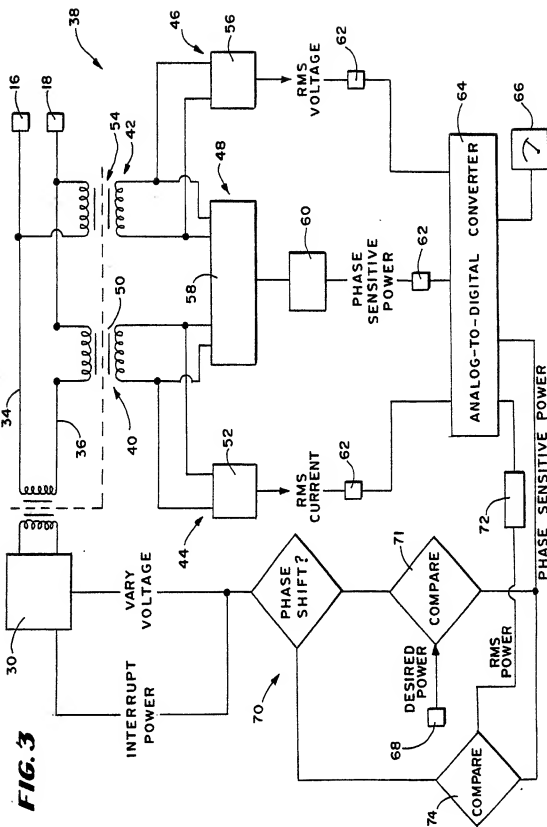 FIG. 3
38
16
18
34
36
54
42
50
40
46
56
48
58
52
44
30
RMS
VOLTAGE
62
60
PHASE
SENSITIVE
POWER
62
RMS
CURRENT
62
64
ANALOG-TO-DIGITAL CONVERTER
66
VARY
VOLTAGE
INTERRUPT
POWER
PHASE
SHIFT?
70
71
COMPARE
DESIRED
POWER
68
72
RMS
POWER
74
COMPARE
PHASE SENSITIVE POWER